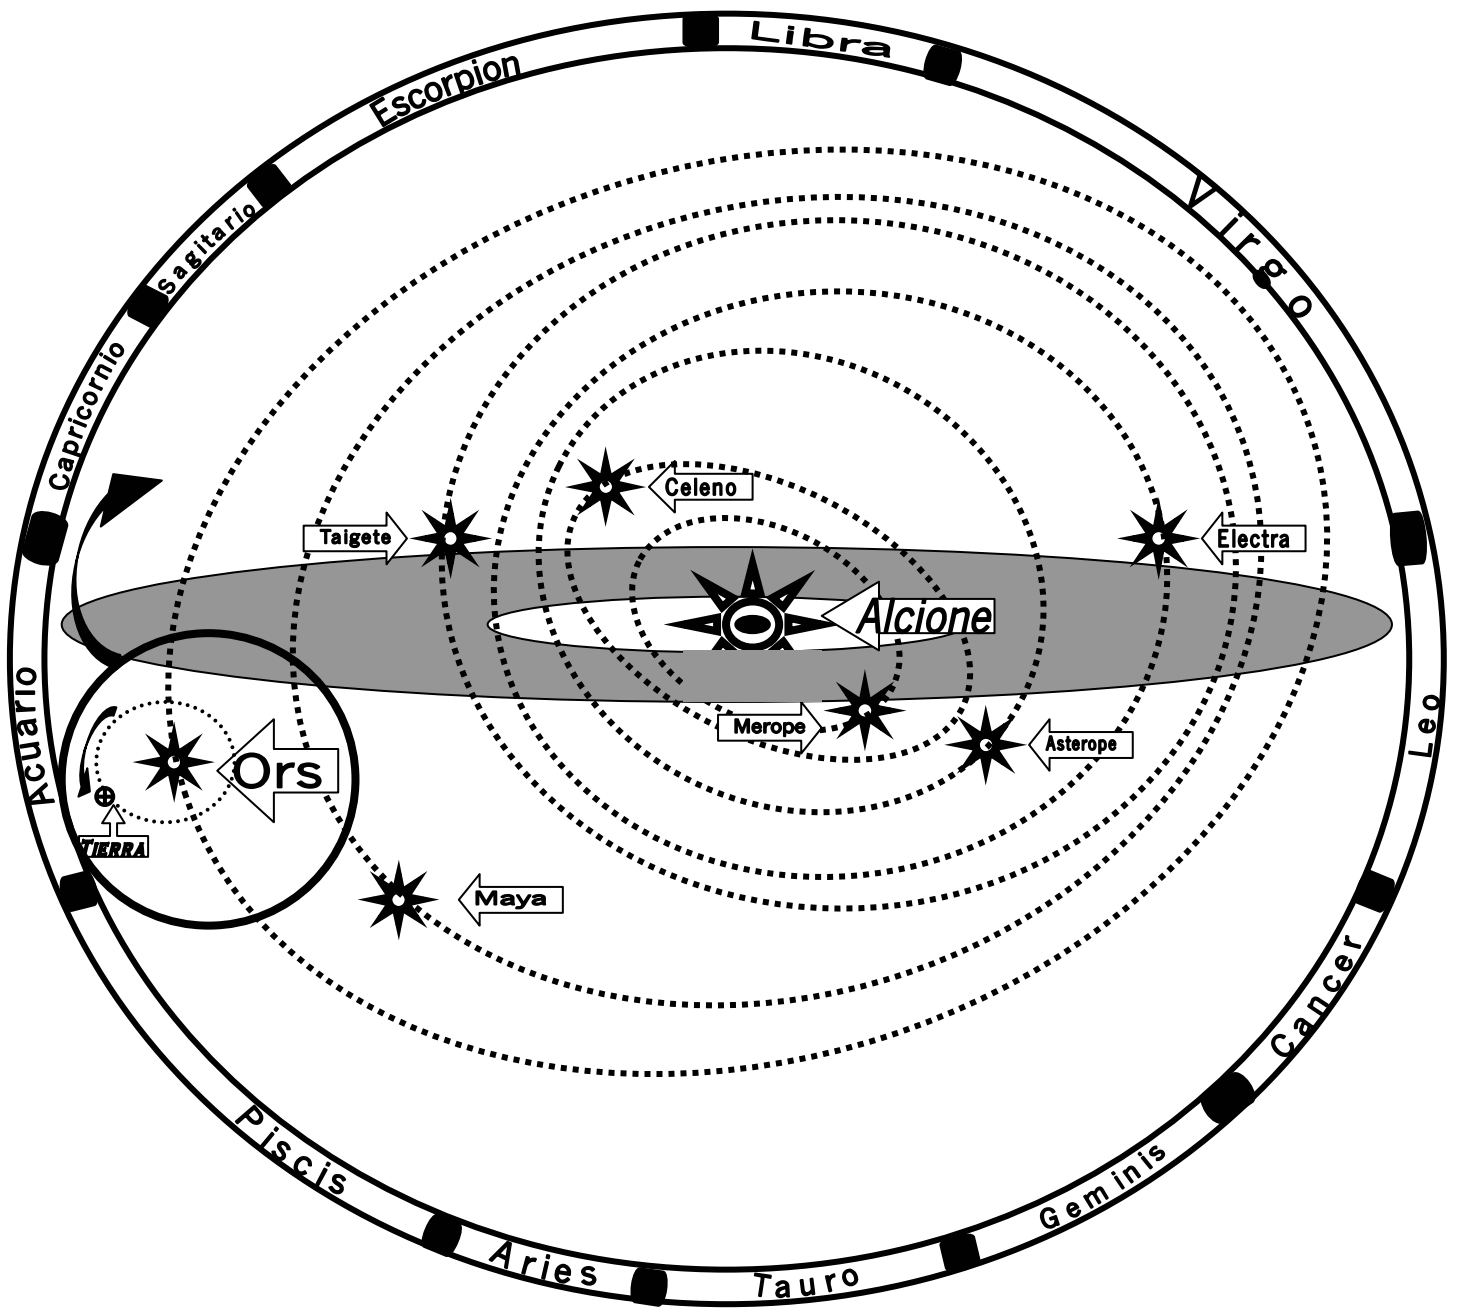 Libra
Escorpion
Virgo
Sagitario
Capricornio
Celeno
Taigete
Electra
Alcione
Acuario
Leo
Merope
Asterope
Ors
TIERRA
Maya
Cancer
Piscis
Geminis
Aries
Tauro